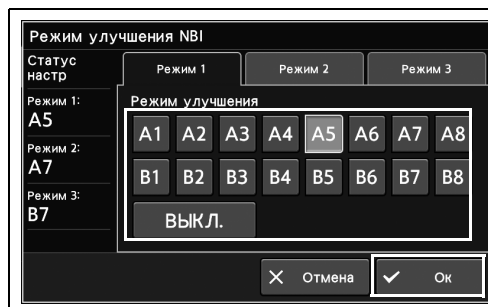 Режим улучшения NBI
Статус
настр
Режим 1:
A5
Режим 2:
A7
Режим 3:
B7
Режим 1 Режим 2 Режим 3
Режим улучшения
A1 A2 A3 A4 A5 A6 A7 A8
B1 B2 B3 B4 B5 B6 B7 B8
ВЫКЛ.
Отмена Ок